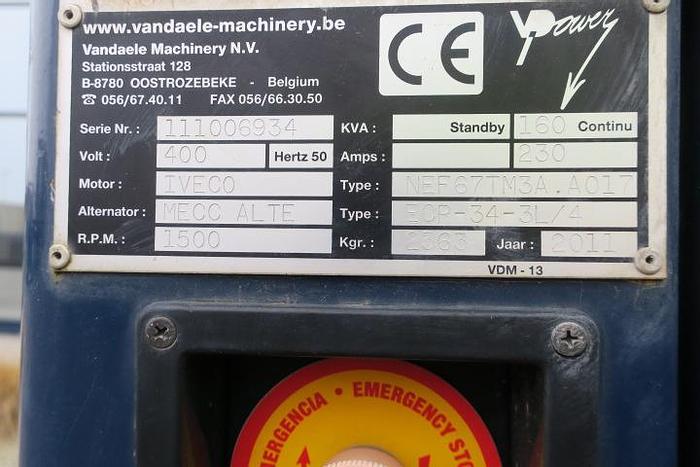 www.vandaele-machinery.be
Vandaele Machinery N.V.
Stationsstraat 128
B-8780 OOSTROZEBEKE - Belgium
☎ 056/67.40.11 FAX 056/66.30.50
CE
VPower
Serie Nr.: 111006934 KVA: Standby 160 Continu
Volt: 400 Hertz 50 Amps: 230
Motor: IVECO Type: NEF67TM3A.A017
Alternator: MECC ALTE Type: ECP-34-3L/4
R.P.M.: 1500 Kgr.: 2363 Jaar: 2011
VDM - 13
EMERGENCIA • EMERGENCY STO